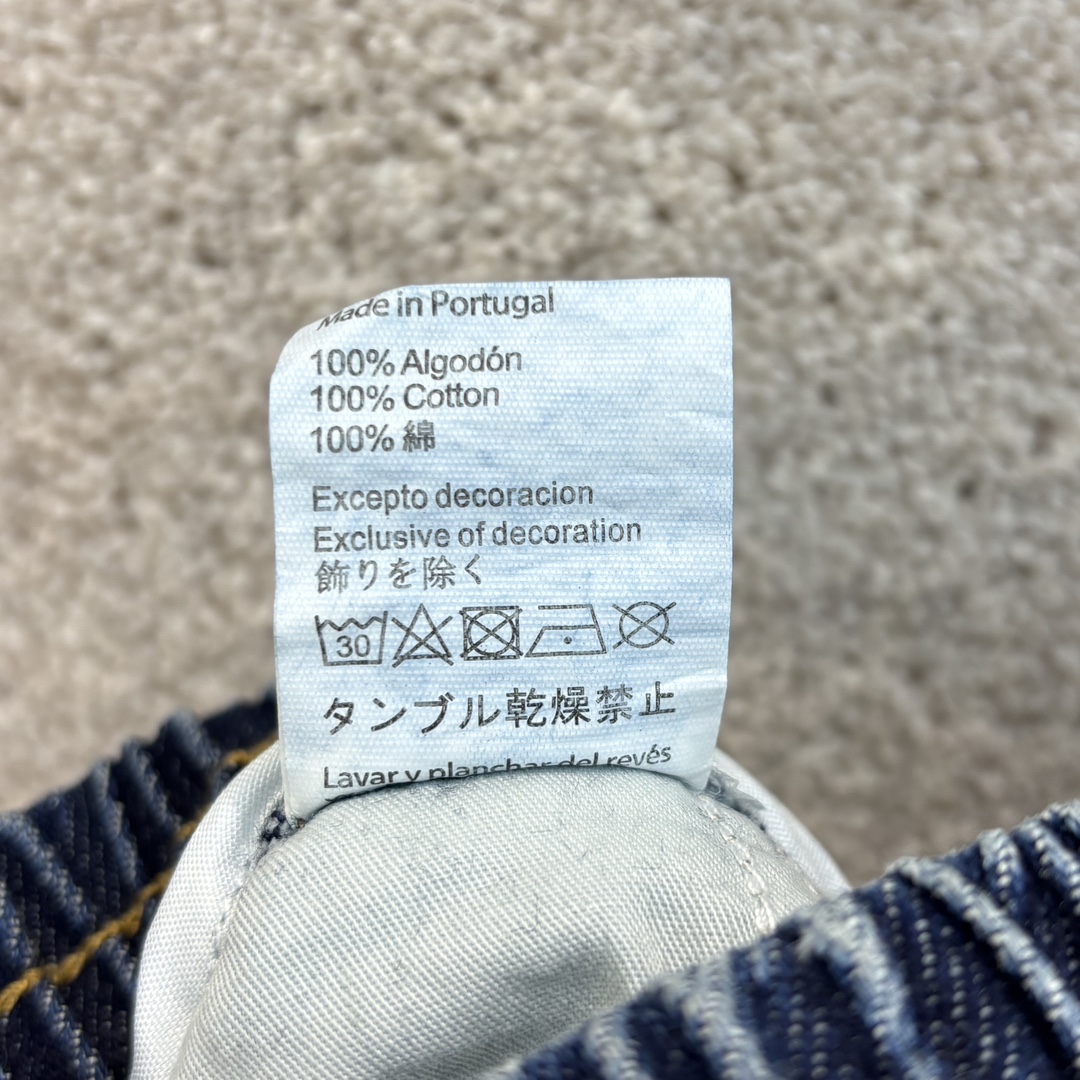 Made in Portugal
100% Algodón
100% Cotton
100% 綿
Excepto decoracion
Exclusive of decoration
飾りを除く
30
タンブル乾燥禁止
Lavar y planchar del revés